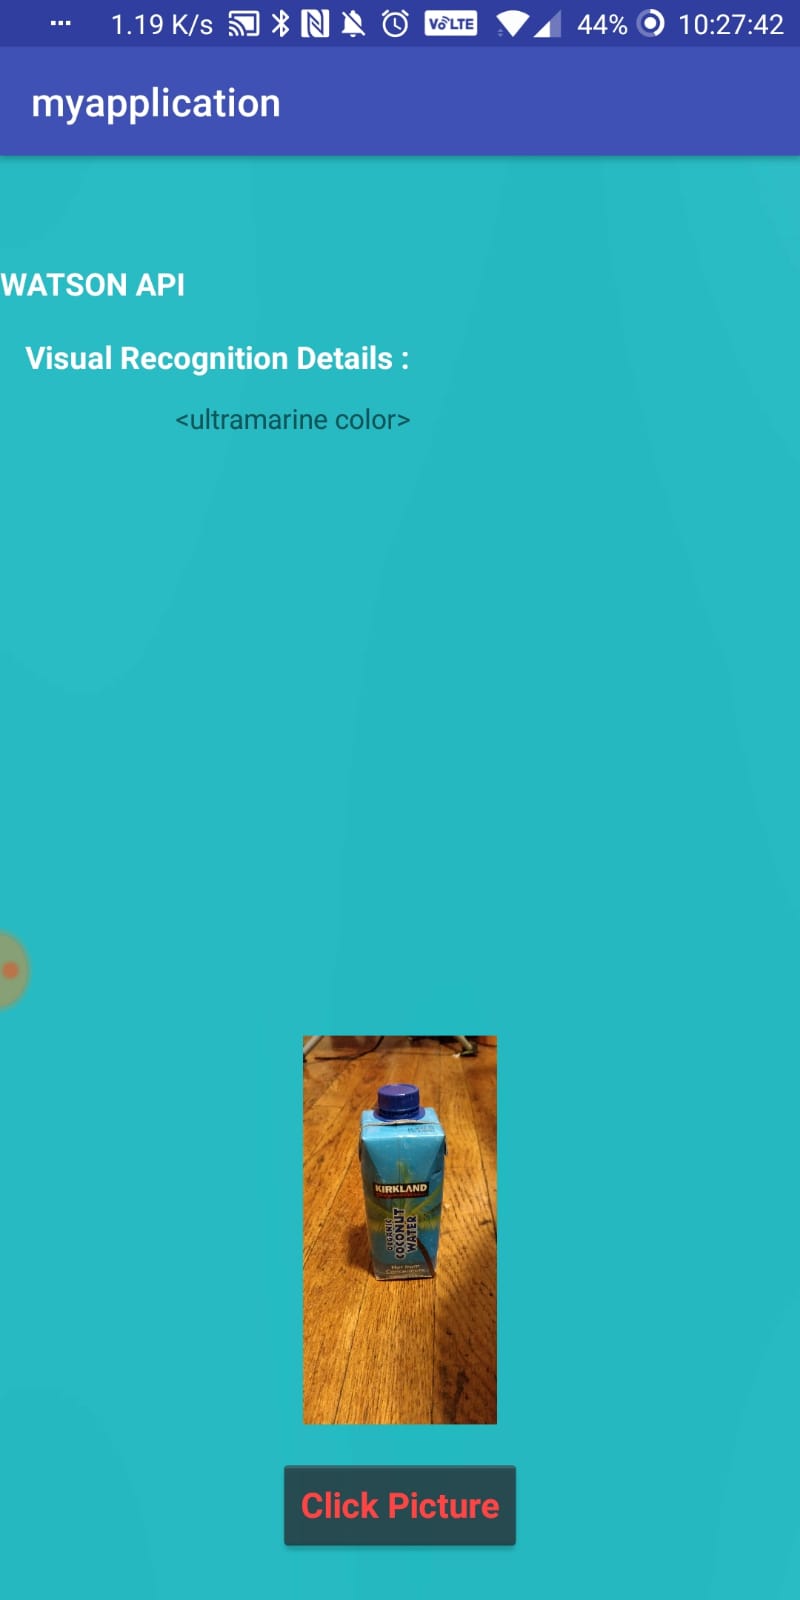 ... 1.19 K/s VoLTE 44% 10:27:42
myapplication
WATSON API
Visual Recognition Details :
<ultramarine color>
KIRKLAND
ORGANIC
COCONUT
WATER
Not from
Concentrate
Click Picture